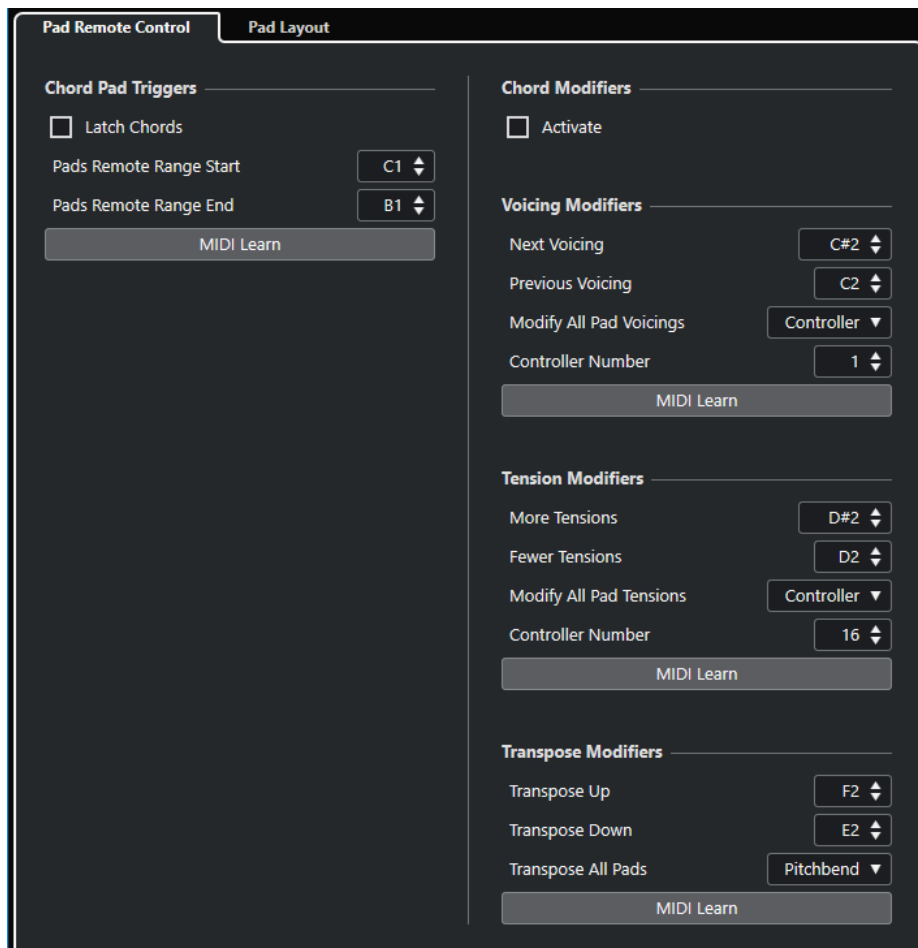 Pad Remote Control
Pad Layout
Chord Pad Triggers
Latch Chords
Pads Remote Range Start C1
Pads Remote Range End B1
MIDI Learn
Chord Modifiers
Activate
Voicing Modifiers
Next Voicing C#2
Previous Voicing C2
Modify All Pad Voicings Controller
Controller Number 1
MIDI Learn
Tension Modifiers
More Tensions D#2
Fewer Tensions D2
Modify All Pad Tensions Controller
Controller Number 16
MIDI Learn
Transpose Modifiers
Transpose Up F2
Transpose Down E2
Transpose All Pads Pitchbend
MIDI Learn